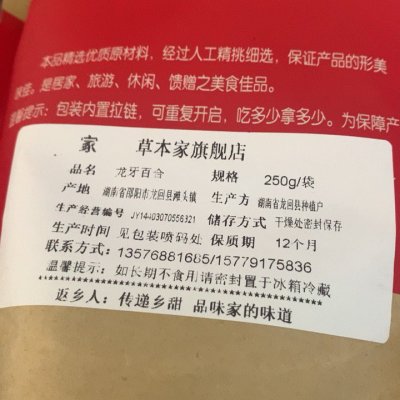 本品精选优质原材料，经过人工精挑细选，保证产品的形美
味佳。是居家、旅游、休闲、馈赠之美食佳品。
温馨提示：包装内置拉链，可重复开启，吃多少拿多少。为保障产
家 草本家旗舰店
品名 龙牙百合 规格 250g/袋
产地 湖南省邵阳市龙回县滩头镇 生产方 湖南省龙回县种植户
生产经营编号 JY14403070556321 储存方式 干燥处密封保存
生产时间 见包装喷码处 保质期 12个月
联系方式：13576881685/15779175836
温馨提示：如长期不食用请密封置于冰箱冷藏
返乡人：传递乡甜 品味家的味道